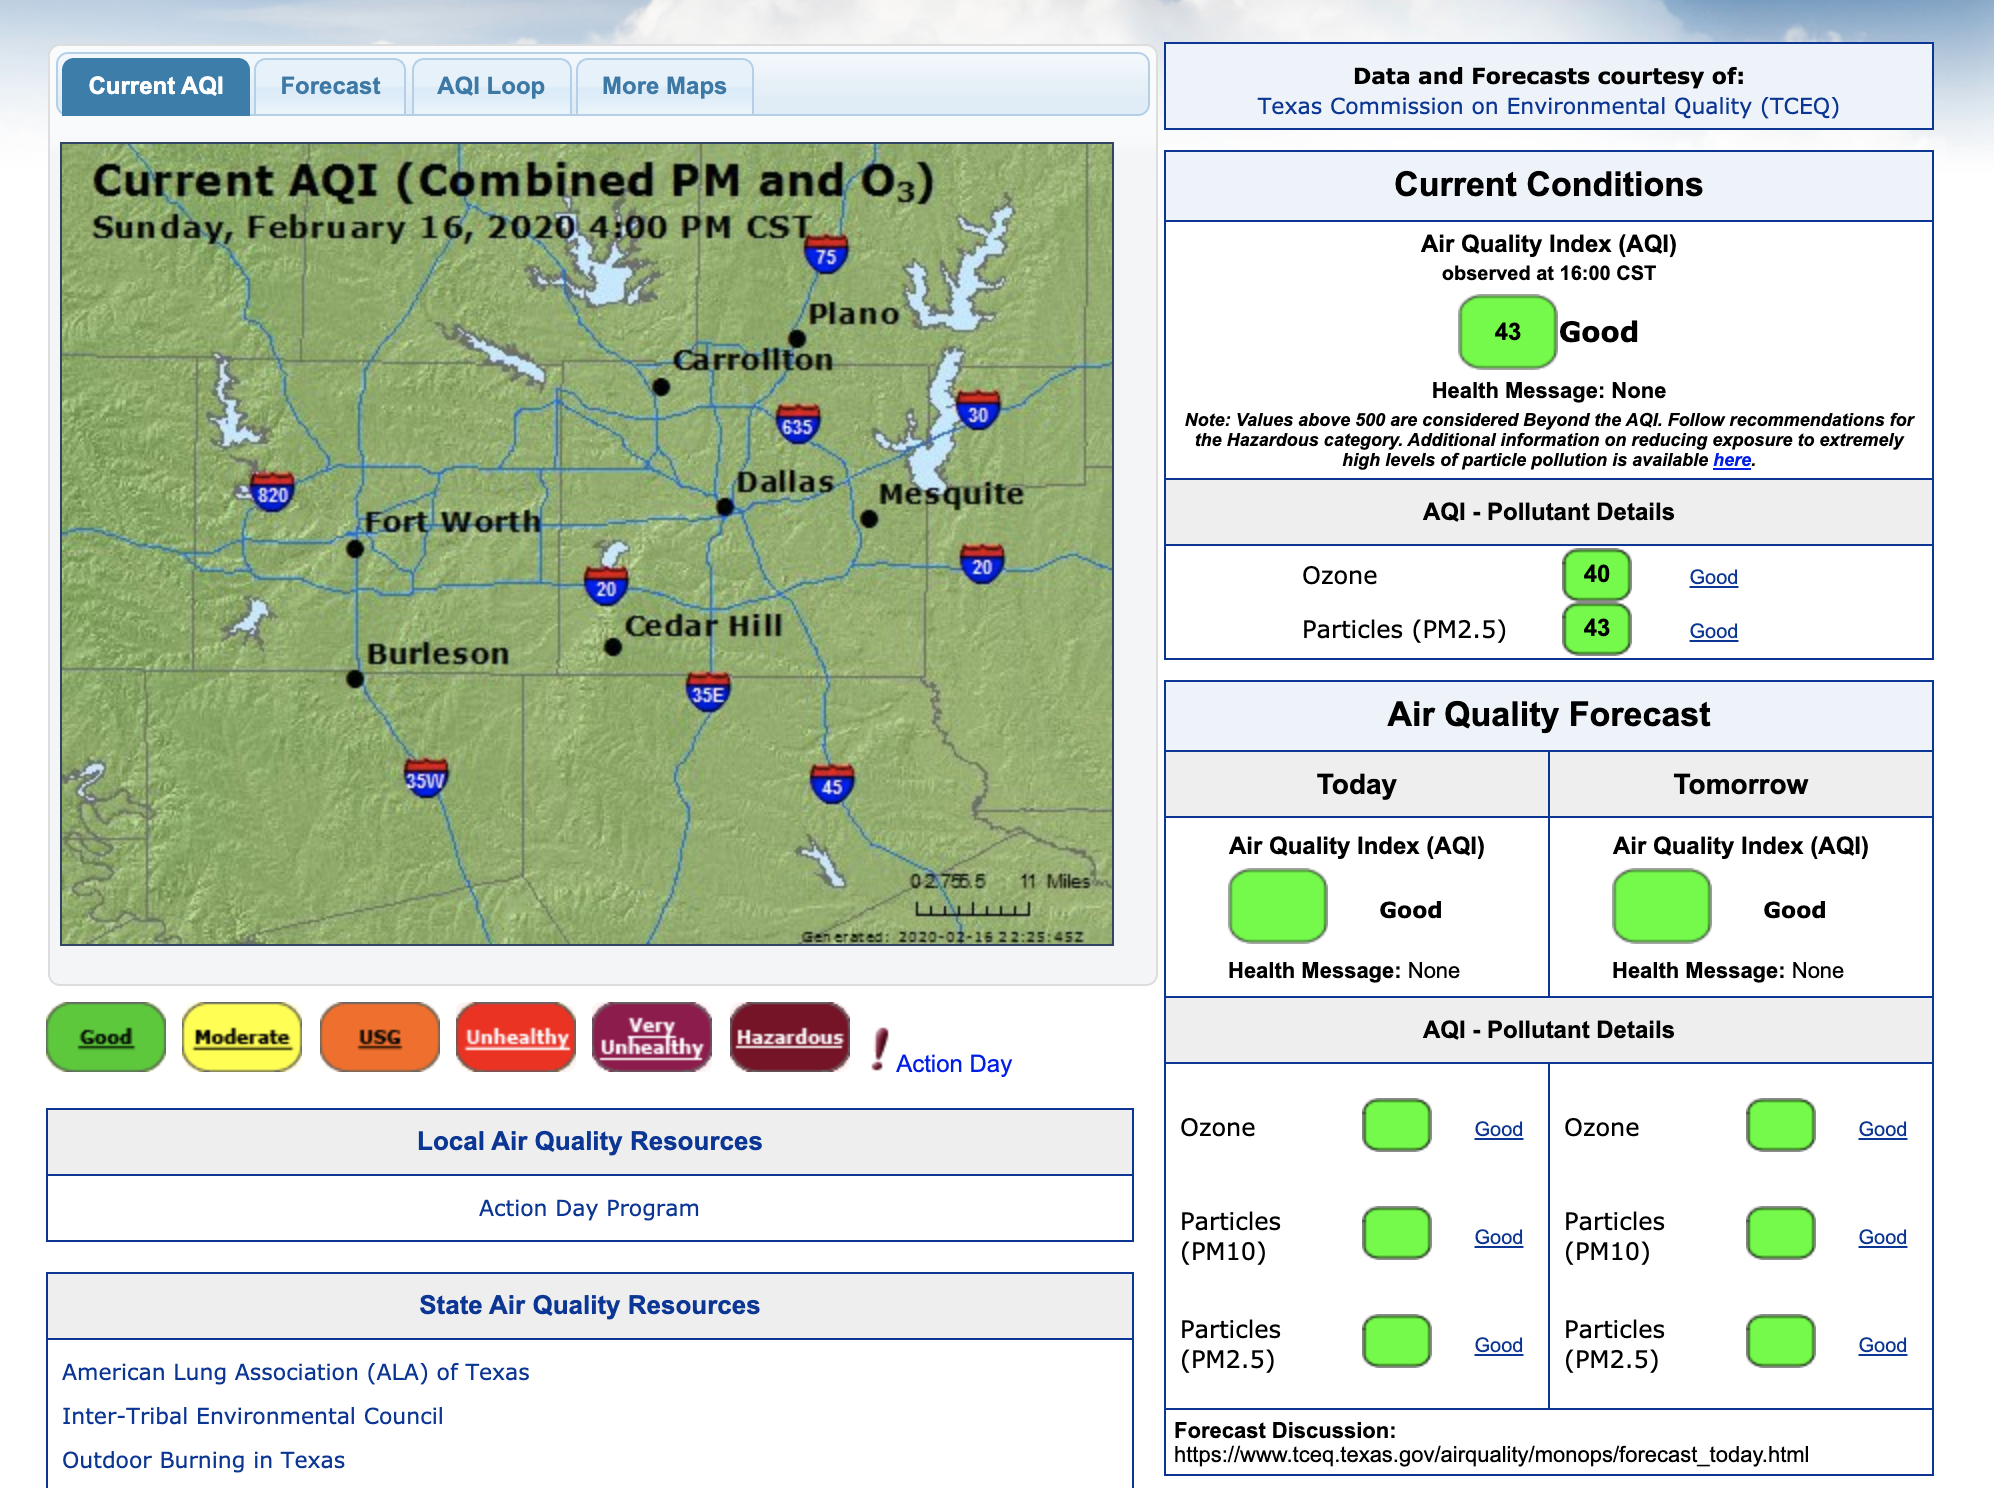 Current AQI
Forecast
AQI Loop
More Maps
Current AQI (Combined PM and O3)
Sunday, February 16, 2020 4:00 PM CST
75
Plano
Carrollton
635
30
Dallas
Mesquite
820
Fort Worth
20
20
Cedar Hill
Burleson
35E
35W
45
0 2.75 5.5 11 Miles
Generated: 2020-02-16 22:25:45Z
Good
Moderate
USG
Unhealthy
Very
Unhealthy
Hazardous
! Action Day
Local Air Quality Resources
Action Day Program
State Air Quality Resources
American Lung Association (ALA) of Texas
Inter-Tribal Environmental Council
Outdoor Burning in Texas
Data and Forecasts courtesy of:
Texas Commission on Environmental Quality (TCEQ)
Current Conditions
Air Quality Index (AQI)
observed at 16:00 CST
43 Good
Health Message: None
Note: Values above 500 are considered Beyond the AQI. Follow recommendations for
the Hazardous category. Additional information on reducing exposure to extremely
high levels of particle pollution is available here.
AQI - Pollutant Details
Ozone 40 Good
Particles (PM2.5) 43 Good
Air Quality Forecast
Today
Tomorrow
Air Quality Index (AQI)
Good
Health Message: None
Air Quality Index (AQI)
Good
Health Message: None
AQI - Pollutant Details
Ozone Good
Particles
(PM10) Good
Particles
(PM2.5) Good
Ozone Good
Particles
(PM10) Good
Particles
(PM2.5) Good
Forecast Discussion:
https://www.tceq.texas.gov/airquality/monops/forecast_today.html